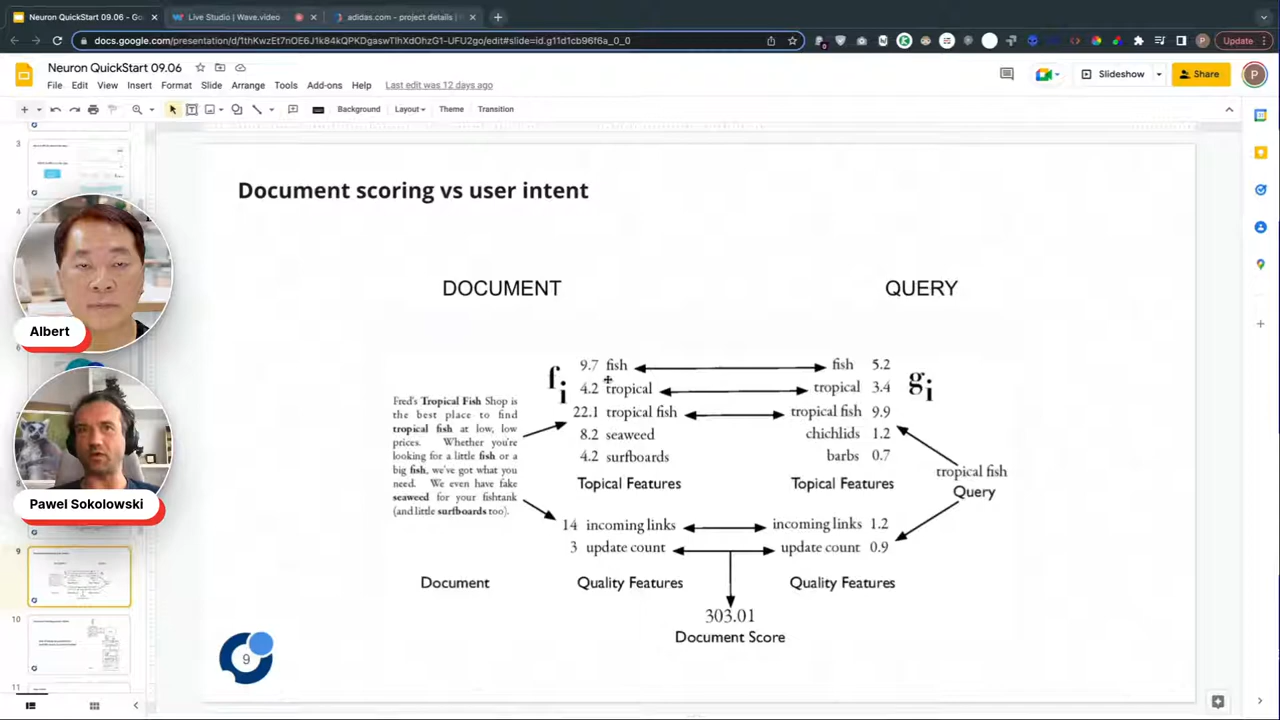 Neuron QuickStart 09.06 - Go
Live Studio | Wave.video
adidas.com - project details |
docs.google.com/presentation/d/1thKwzEt7nOE6J1k84kQPKDgaswTlhXdOhzG1-UFU2go/edit#slide=id.g11d1cb96f6a_0_0
Update
P
Neuron QuickStart 09.06
File Edit View Insert Format Slide Arrange Tools Add-ons Help Last edit was 12 days ago
Slideshow
Share
P
Background Layout Theme Transition
3
4
6
9
10
11
Albert
Pawel Sokolowski
Document scoring vs user intent
DOCUMENT QUERY
fi
9.7 fish
4.2 tropical
22.1 tropical fish
8.2 seaweed
4.2 surfboards
Topical Features
Fred's Tropical Fish Shop is
the best place to find
tropical fish at low, low
prices. Whether you're
looking for a little fish or a
big fish, we've got what you
need. We even have fake
seaweed for your fishtank
(and little surfboards too).
14 incoming links
3 update count
Document
Quality Features
fish 5.2
tropical 3.4
tropical fish 9.9
chichlids 1.2
barbs 0.7
Topical Features
gi
tropical fish
Query
incoming links 1.2
update count 0.9
Quality Features
303.01
Document Score
9